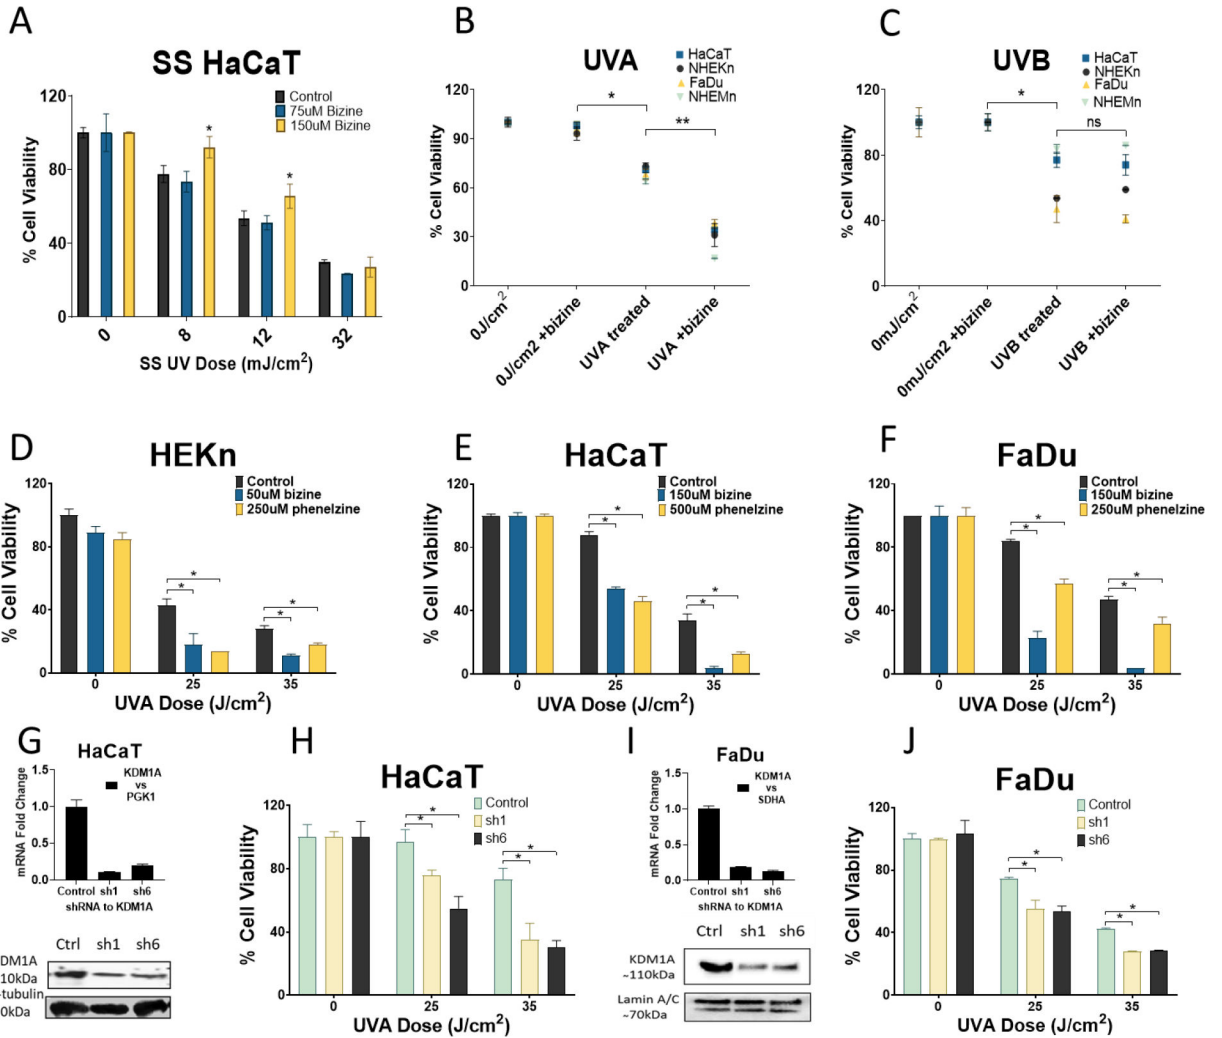 A
SS HaCaT
Control
75uM Bizine
150uM Bizine
% Cell Viability
120
80
40
0
*
*
0
8
12
32
SS UV Dose (mJ/cm²)
B
UVA
HaCaT
NHEKn
FaDu
NHEMn
% Cell Viability
120
90
60
30
0
*
**
0J/cm²
0J/cm2 +bizine
UVA treated
UVA +bizine
C
UVB
HaCaT
NHEKn
FaDu
NHEMn
% Cell Viability
120
80
40
0
*
ns
0mJ/cm²
0mJ/cm2 +bizine
UVB treated
UVB +bizine
D
HEKn
Control
50uM bizine
250uM phenelzine
% Cell Viability
120
80
40
0
*
*
*
*
0
25
35
UVA Dose (J/cm²)
E
HaCaT
Control
150uM bizine
500uM phenelzine
% Cell Viability
120
80
40
0
*
*
*
*
0
25
35
UVA Dose (J/cm²)
F
FaDu
Control
150uM bizine
250uM phenelzine
% Cell Viability
120
80
40
0
*
*
*
*
0
25
35
UVA Dose (J/cm²)
G
HaCaT
KDM1A
vs
PGK1
mRNA Fold Change
1.5
1.0
0.5
0.0
Control sh1 sh6
shRNA to KDM1A
Ctrl sh1 sh6
DM1A
10kDa
-tubulin
0kDa
H
HaCaT
Control
sh1
sh6
% Cell Viability
120
80
40
0
*
*
*
*
0
25
35
UVA Dose (J/cm²)
I
FaDu
KDM1A
vs
SDHA
mRNA Fold Change
1.5
1.0
0.5
0.0
Control sh1 sh6
shRNA to KDM1A
Ctrl sh1 sh6
KDM1A
~110kDa
Lamin A/C
~70kDa
J
FaDu
Control
sh1
sh6
% Cell Viability
120
80
40
0
*
*
*
*
0
25
35
UVA Dose (J/cm²)